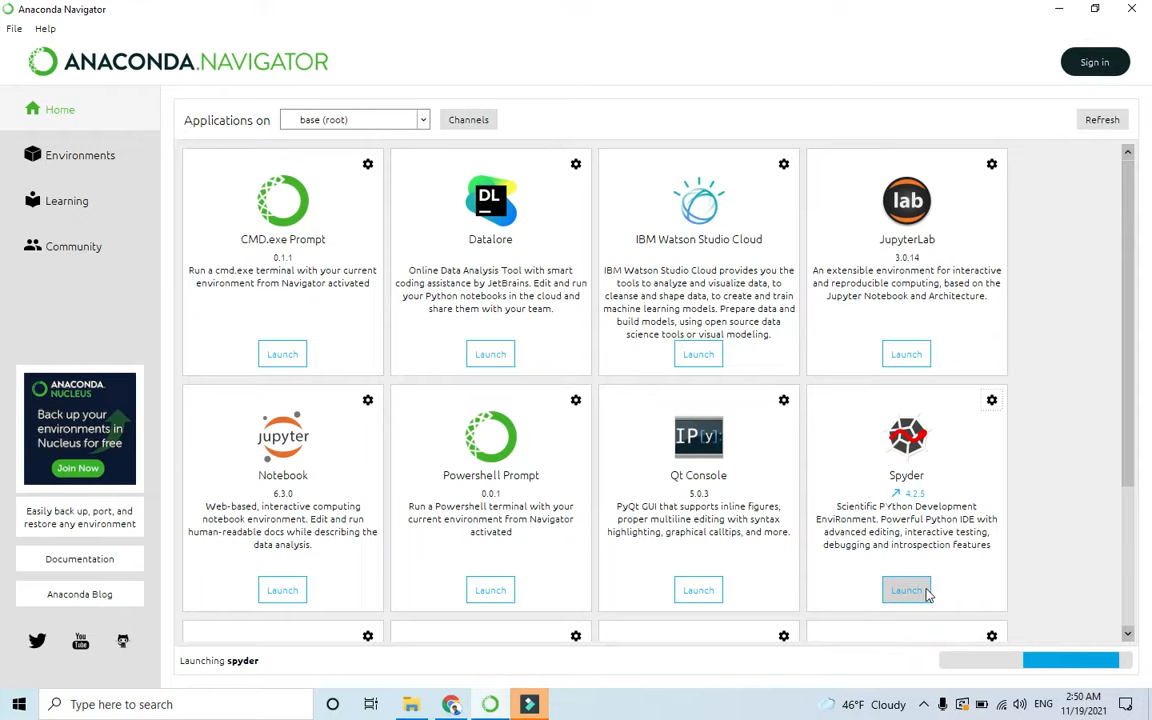 Anaconda Navigator
File Help
ANACONDA.NAVIGATOR
Sign in
Home
Environments
Learning
Community
ANACONDA.
NUCLEUS
Back up your
environments in
Nucleus for free
Join Now
Easily back up, port, and
restore any environment
Documentation
Anaconda Blog
You
Tube
Applications on base (root) Channels Refresh
CMD.exe Prompt
0.1.1
Run a cmd.exe terminal with your current
environment from Navigator activated
Launch
DL
Datalore
Online Data Analysis Tool with smart
coding assistance by JetBrains. Edit and run
your Python notebooks in the cloud and
share them with your team.
Launch
IBM Watson Studio Cloud
IBM Watson Studio Cloud provides you the
tools to analyze and visualize data, to
cleanse and shape data, to create and train
machine learning models. Prepare data and
build models, using open source data
science tools or visual modeling.
Launch
lab
JupyterLab
3.0.14
An extensible environment for interactive
and reproducible computing, based on the
Jupyter Notebook and Architecture.
Launch
jupyter
Notebook
6.3.0
Web-based, interactive computing
notebook environment. Edit and run
human-readable docs while describing the
data analysis.
Launch
Powershell Prompt
0.0.1
Run a Powershell terminal with your
current environment from Navigator
activated
Launch
IP[y]:
Qt Console
5.0.3
PyQt GUI that supports inline figures,
proper multiline editing with syntax
highlighting, graphical calltips, and more.
Launch
Spyder
4.2.5
Scientific PYthon Development
EnviRonment. Powerful Python IDE with
advanced editing, interactive testing,
debugging and introspection features
Launch
Launching spyder
Type here to search
46°F Cloudy
ENG
2:50 AM
11/19/2021